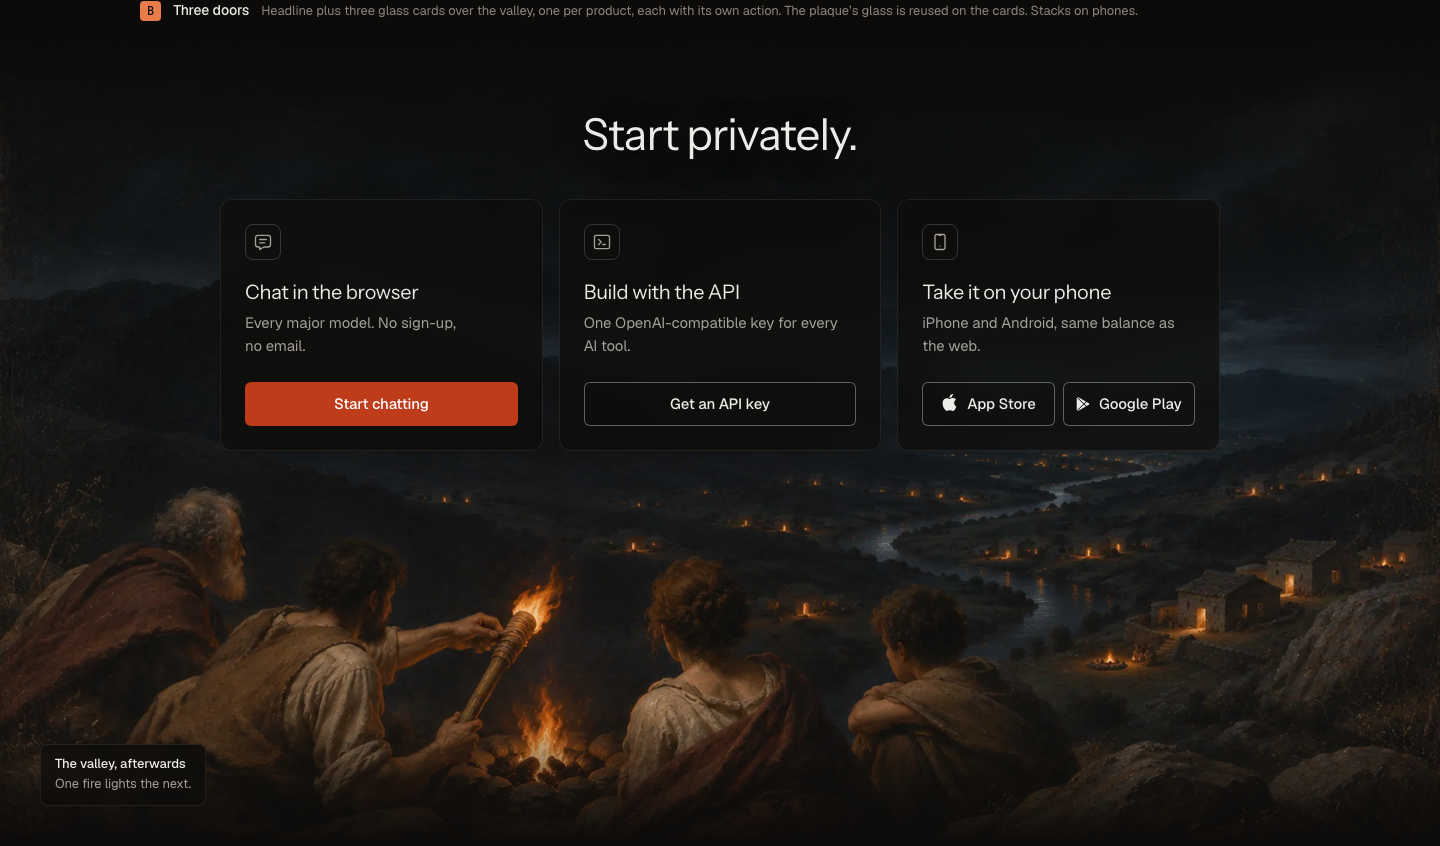 B Three doors Headline plus three glass cards over the valley, one per product, each with its own action. The plaque's glass is reused on the cards. Stacks on phones.
Start privately.
Chat in the browser
Every major model. No sign-up,
no email.
Start chatting
Build with the API
One OpenAI-compatible key for every
AI tool.
Get an API key
Take it on your phone
iPhone and Android, same balance as
the web.
App Store
Google Play
The valley, afterwards
One fire lights the next.